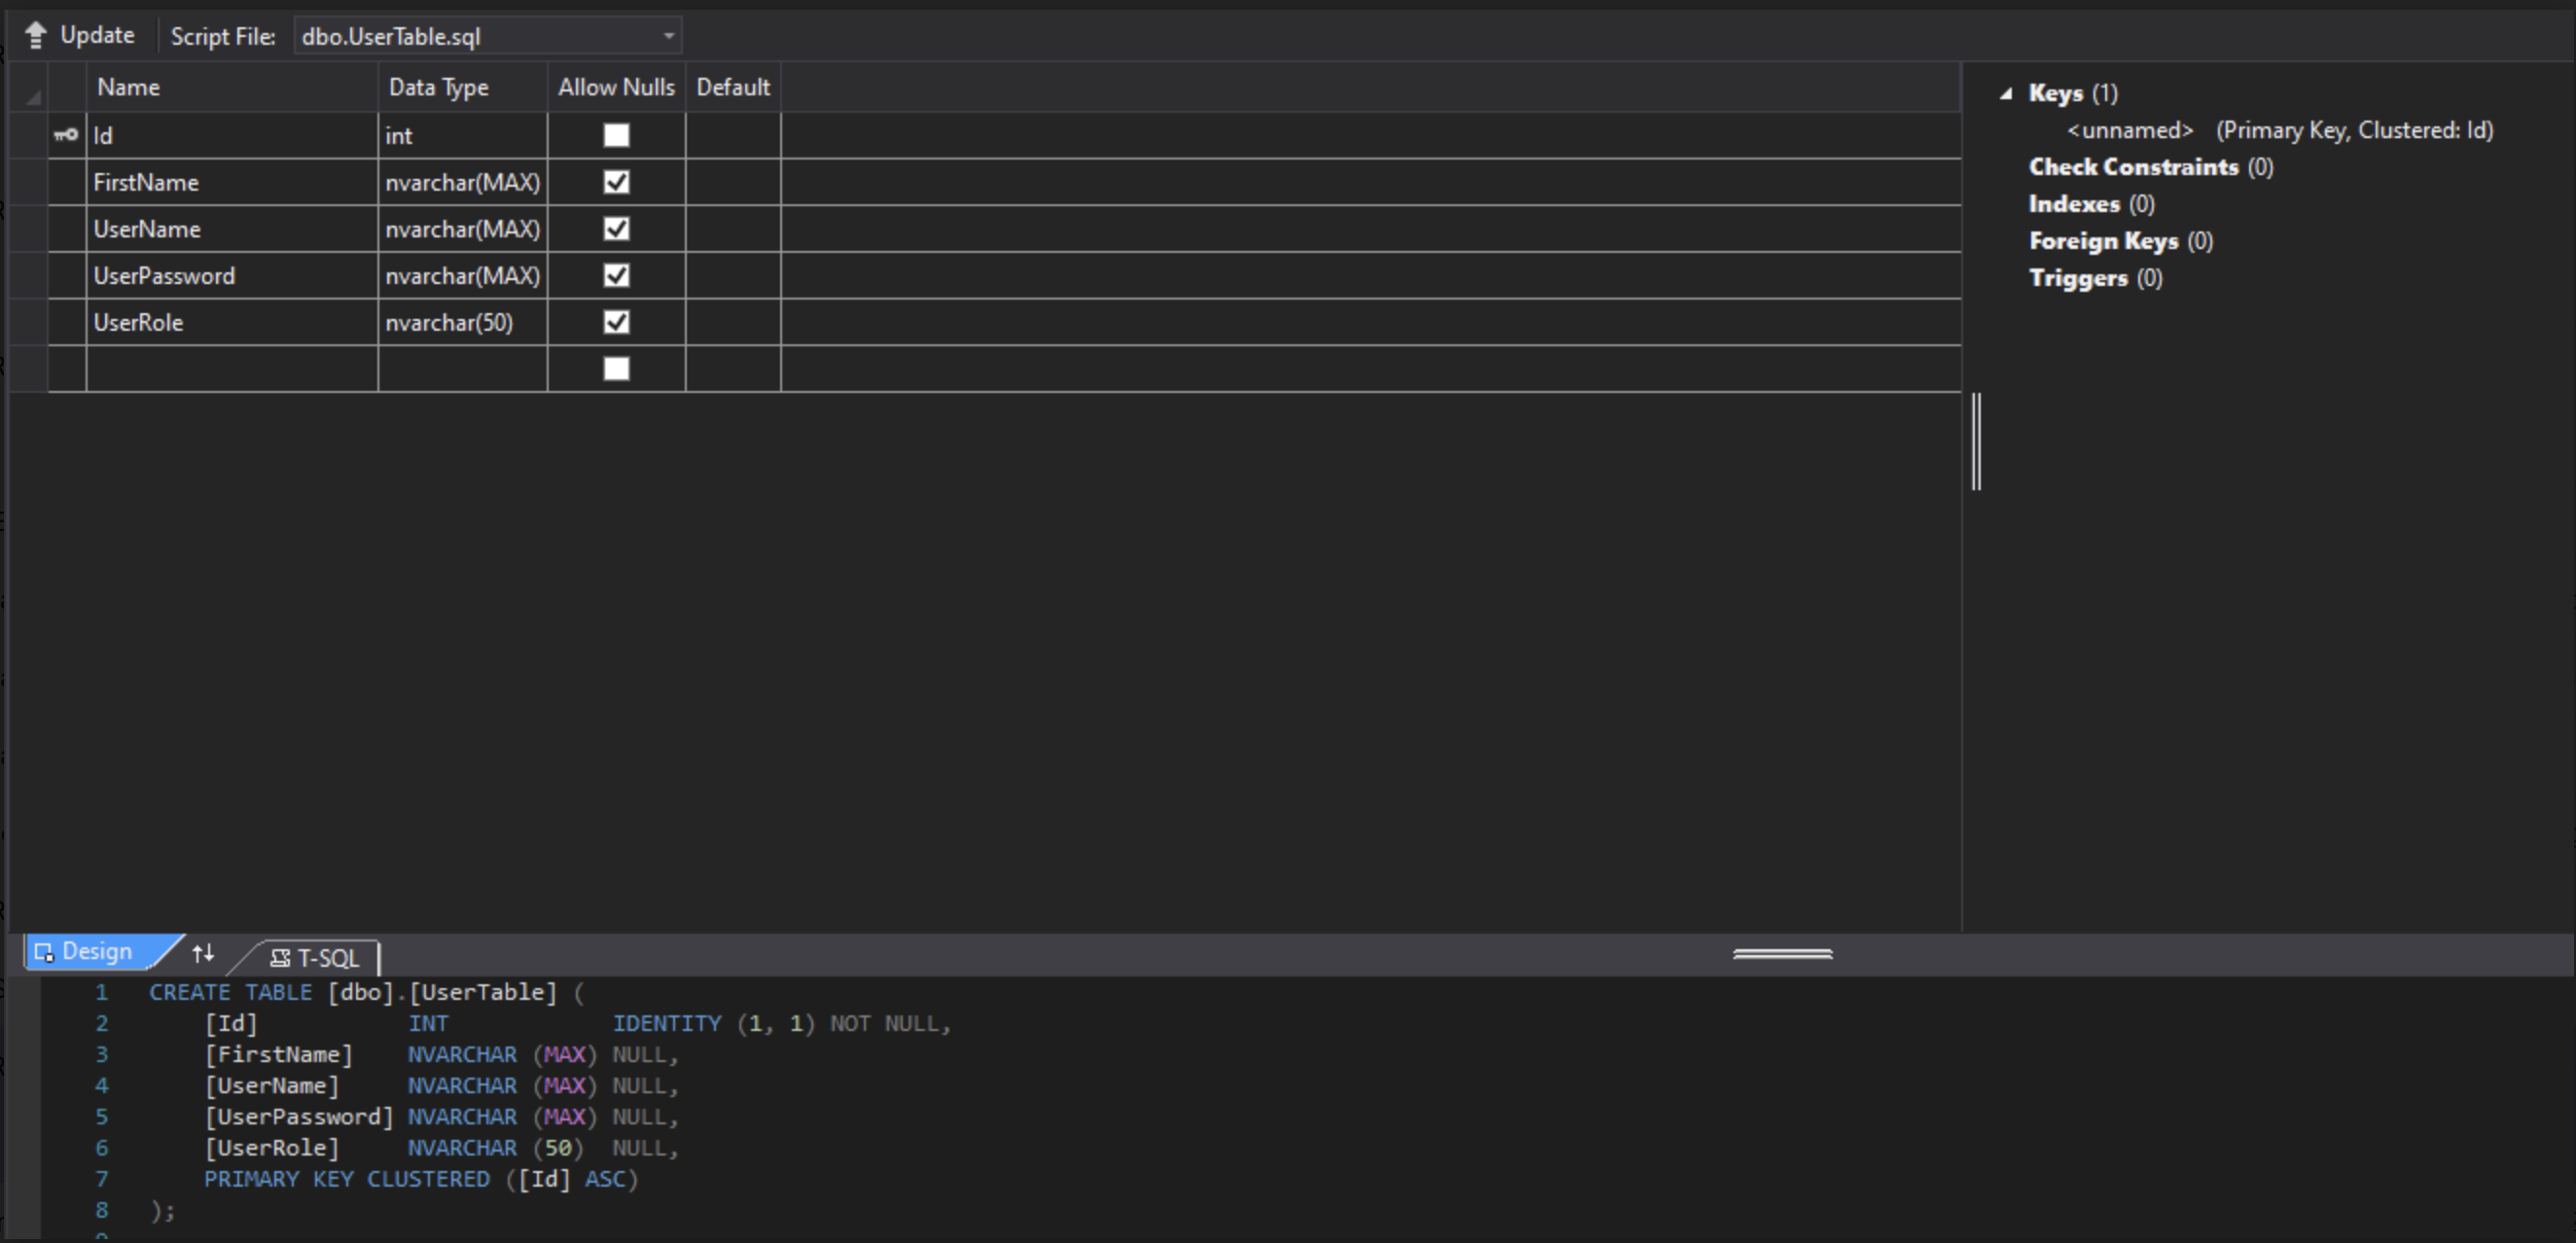 Update Script File: dbo.UserTable.sql
Name Data Type Allow Nulls Default
Id int
FirstName nvarchar(MAX)
UserName nvarchar(MAX)
UserPassword nvarchar(MAX)
UserRole nvarchar(50)
Keys (1)
<unnamed> (Primary Key, Clustered: Id)
Check Constraints (0)
Indexes (0)
Foreign Keys (0)
Triggers (0)
Design T-SQL
1 CREATE TABLE [dbo].[UserTable] (
2 [Id] INT IDENTITY (1, 1) NOT NULL,
3 [FirstName] NVARCHAR (MAX) NULL,
4 [UserName] NVARCHAR (MAX) NULL,
5 [UserPassword] NVARCHAR (MAX) NULL,
6 [UserRole] NVARCHAR (50) NULL,
7 PRIMARY KEY CLUSTERED ([Id] ASC)
8 );